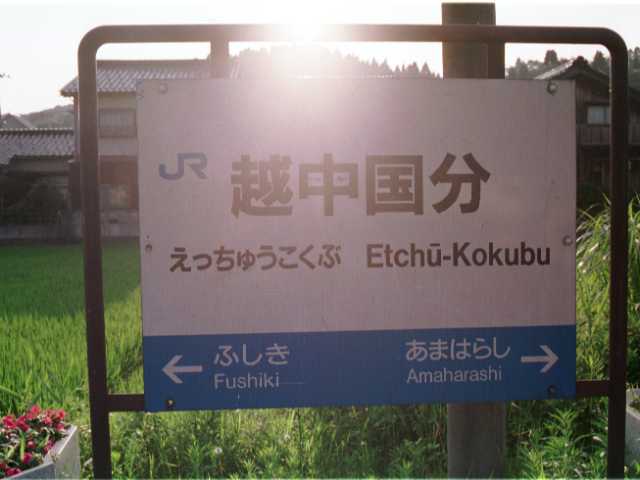 JR 越中国分
えっちゅうこくぶ Etchū-Kokubu
← ふしき あまはらし →
Fushiki Amaharashi